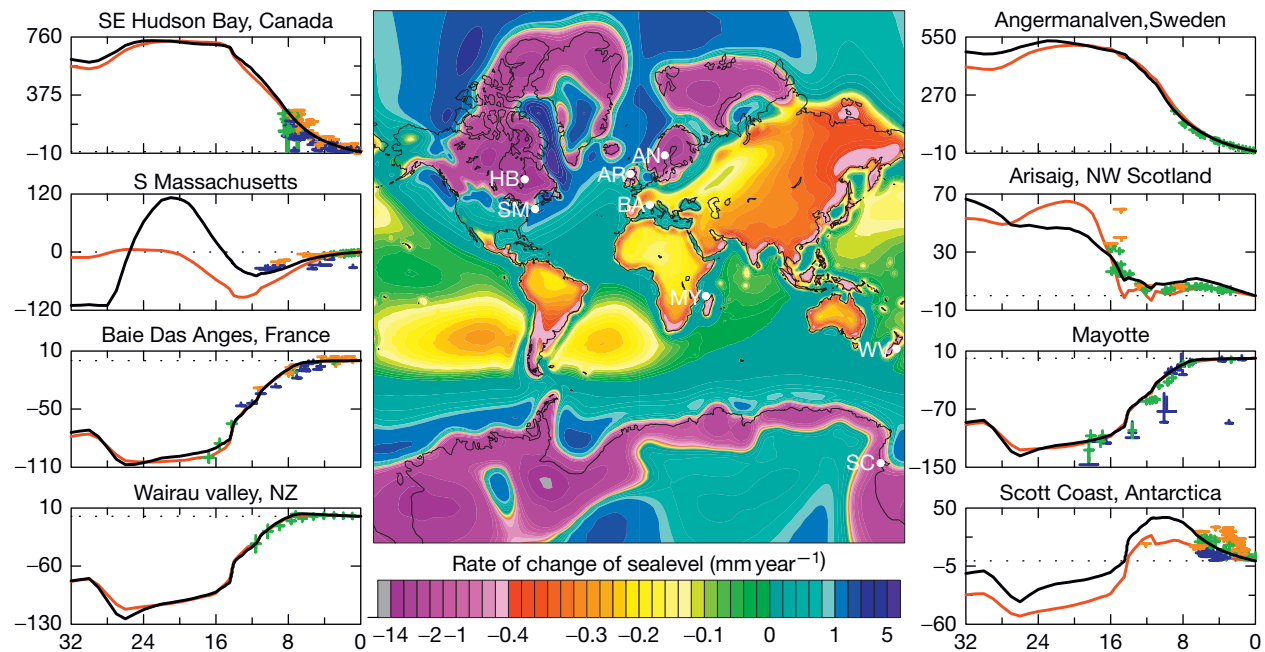 SE Hudson Bay, Canada
760
375
−10
S Massachusetts
120
0
−120
Baie Das Anges, France
10
−50
−110
Wairau valley, NZ
10
−60
−130
32 24 16 8 0
HB
SM
AN
AR
BA
MY
WV
SC
Rate of change of sealevel (mm year−1)
−14 −2 −1 −0.4 −0.3 −0.2 −0.1 0 1 5
Angermanalven,Sweden
550
270
−10
Arisaig, NW Scotland
70
30
−10
Mayotte
10
−70
−150
Scott Coast, Antarctica
50
−5
−60
32 24 16 8 0